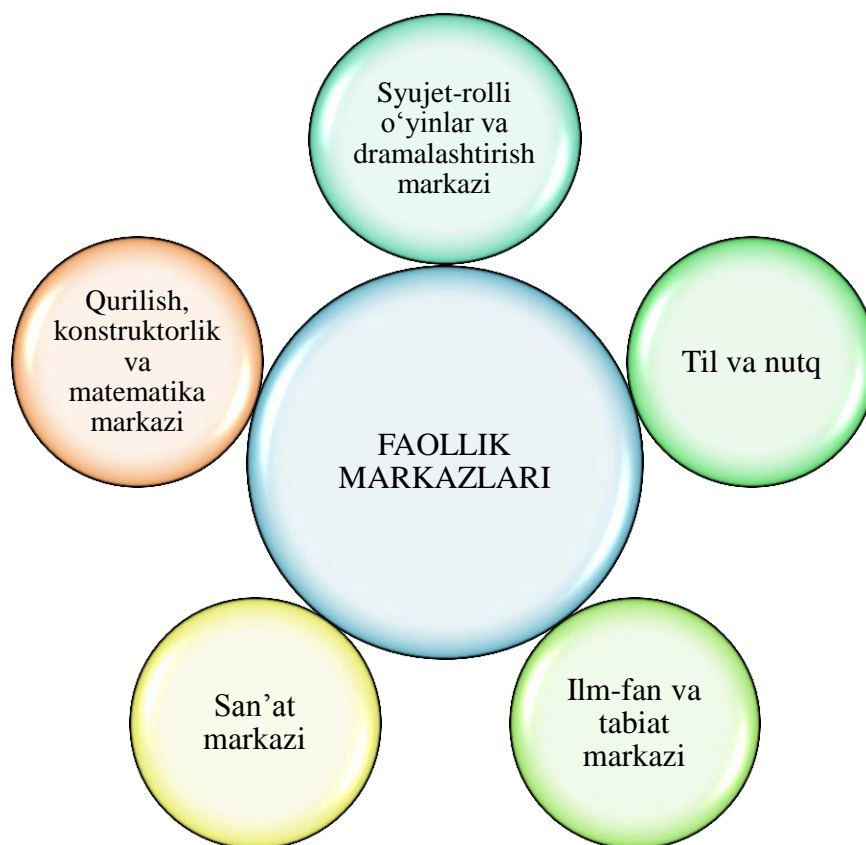 Syujet-rolli
o‘yinlar va
dramalashtirish
markazi
Qurilish,
konstruktorlik
va
matematika
markazi
Til va nutq
FAOLLIK
MARKAZLARI
San’at
markazi
Ilm-fan va
tabiat
markazi